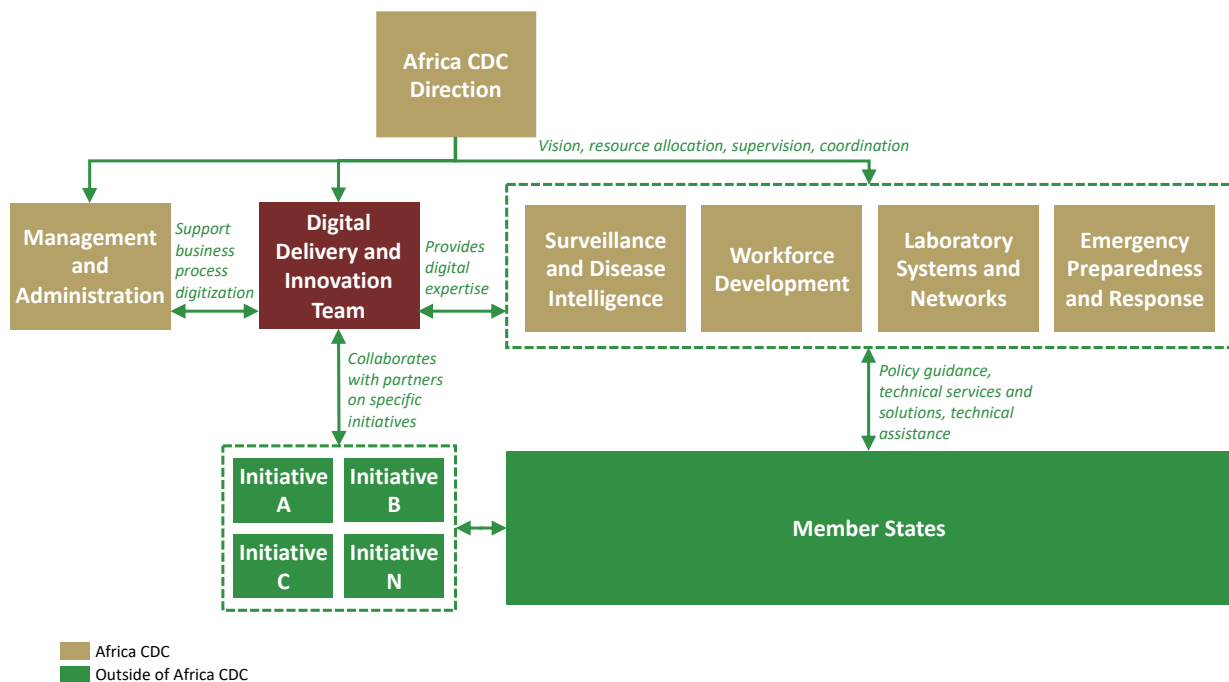 Africa CDC
Direction
Vision, resource allocation, supervision, coordination
Management
and
Administration
Support
business
process
digitization
Digital
Delivery and
Innovation
Team
Provides
digital
expertise
Surveillance
and Disease
Intelligence
Workforce
Development
Laboratory
Systems and
Networks
Emergency
Preparedness
and Response
Collaborates
with partners
on specific
initiatives
Policy guidance,
technical services and
solutions, technical
assistance
Initiative
A
Initiative
B
Initiative
C
Initiative
N
Member States
Africa CDC
Outside of Africa CDC